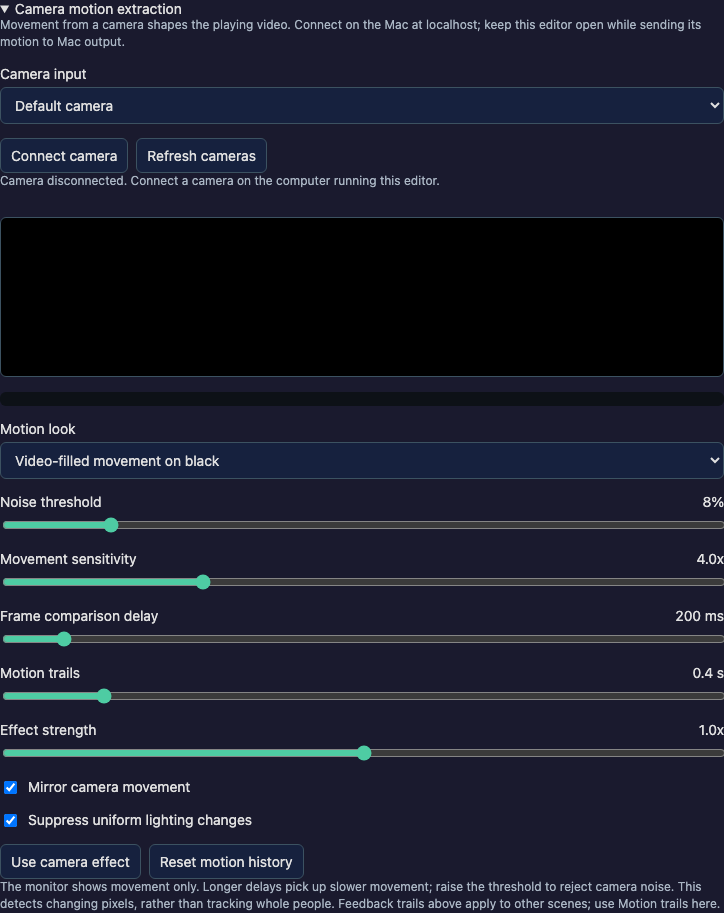 ▼ Camera motion extraction
Movement from a camera shapes the playing video. Connect on the Mac at localhost; keep this editor open while sending its
motion to Mac output.
Camera input
Default camera
Connect camera
Refresh cameras
Camera disconnected. Connect a camera on the computer running this editor.
Motion look
Video-filled movement on black
Noise threshold 8%
Movement sensitivity 4.0x
Frame comparison delay 200 ms
Motion trails 0.4 s
Effect strength 1.0x
Mirror camera movement
Suppress uniform lighting changes
Use camera effect
Reset motion history
The monitor shows movement only. Longer delays pick up slower movement; raise the threshold to reject camera noise. This
detects changing pixels, rather than tracking whole people. Feedback trails above apply to other scenes; use Motion trails here.